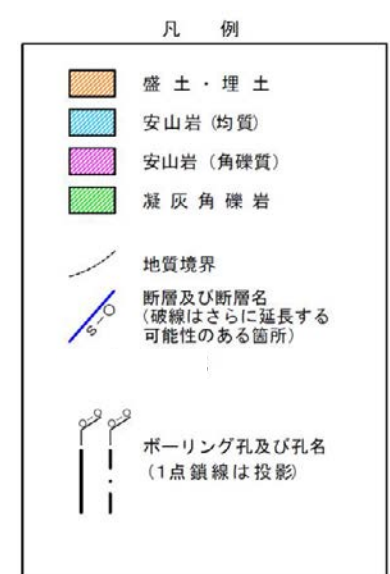 凡 例
盛土・埋土
安山岩(均質)
安山岩(角礫質)
凝灰角礫岩
地質境界
断層及び断層名
(破線はさらに延長する
可能性のある箇所)
S-〇
〇-〇 〇-〇
ボーリング孔及び孔名
(1点鎖線は投影)